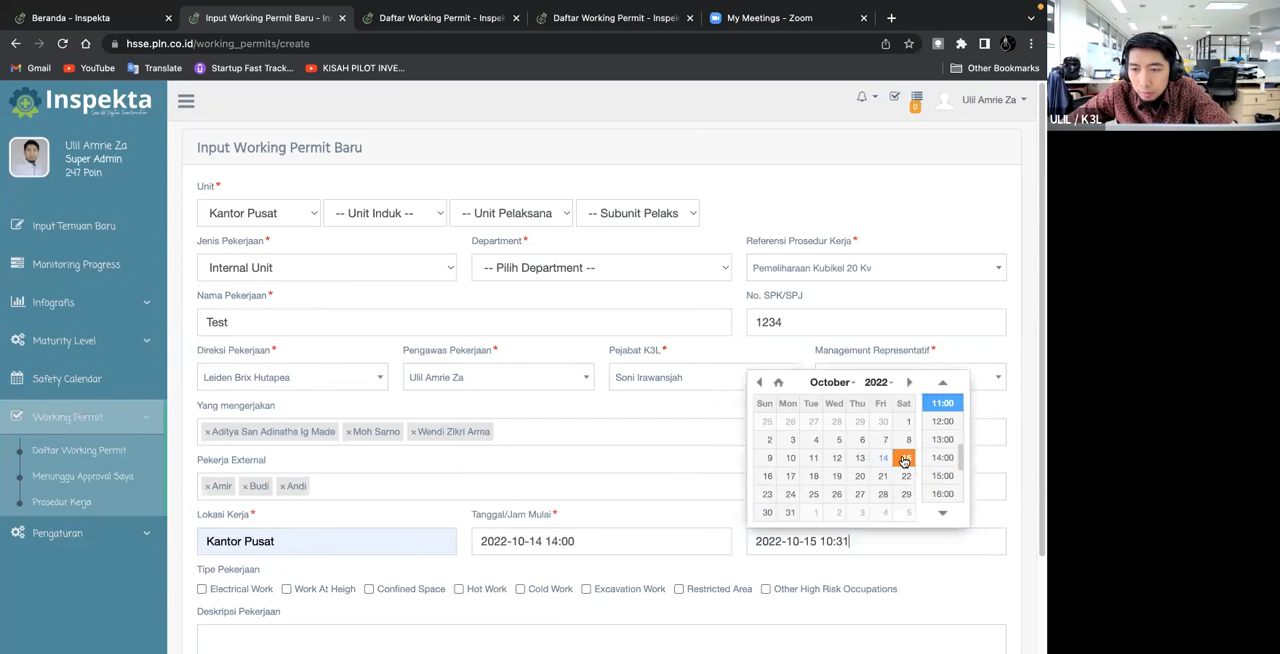 Beranda - Inspekta
Input Working Permit Baru - In
Daftar Working Permit - Inspek
Daftar Working Permit - Inspek
My Meetings - Zoom
hsse.pln.co.id/working_permits/create
Gmail
YouTube
Translate
Startup Fast Track...
KISAH PILOT IVE...
Other Bookmarks
Inspekta
Ulil Amrie Za
0
ULIL / K3L
Ulil Amrie Za
Super Admin
247 Poin
Input Temuan Baru
Monitoring Progress
Infografis
Maturity Level
Safety Calendar
Working Permit
Daftar Working Permit
Menunggu Approval Saya
Prosedur Kerja
Pengaturan
Input Working Permit Baru
Unit*
Kantor Pusat
-- Unit Induk --
-- Unit Pelaksana
-- Subunit Pelaks
Jenis Pekerjaan*
Department*
Referensi Prosedur Kerja*
Internal Unit
-- Pilih Department --
Pemeliharaan Kubikel 20 Kv
Nama Pekerjaan*
No. SPK/SPJ
Test
1234
Direksi Pekerjaan*
Pengawas Pekerjaan*
Pejabat K3L*
Management Representatif*
Leiden Brix Hutapea
Ulil Amrie Za
Soni Irawansjah
Yang mengerjakan
×Aditya San Adinatha Ig Made
×Moh Sarno
×Wendi Zikri Arma
Pekerja External
×Amir
×Budi
×Andi
October
2022
Sun Mon Tue Wed Thu Fri Sat
25 26 27 28 29 30 1
2 3 4 5 6 7 8
9 10 11 12 13 14 15
16 17 18 19 20 21 22
23 24 25 26 27 28 29
30 31 1 2 3 4 5
11:00
12:00
13:00
14:00
15:00
16:00
Lokasi Kerja*
Tanggal/Jam Mulai*
Kantor Pusat
2022-10-14 14:00
2022-10-15 10:31
Tipe Pekerjaan
Electrical Work
Work At Heigh
Confined Space
Hot Work
Cold Work
Excavation Work
Restricted Area
Other High Risk Occupations
Deskripsi Pekerjaan